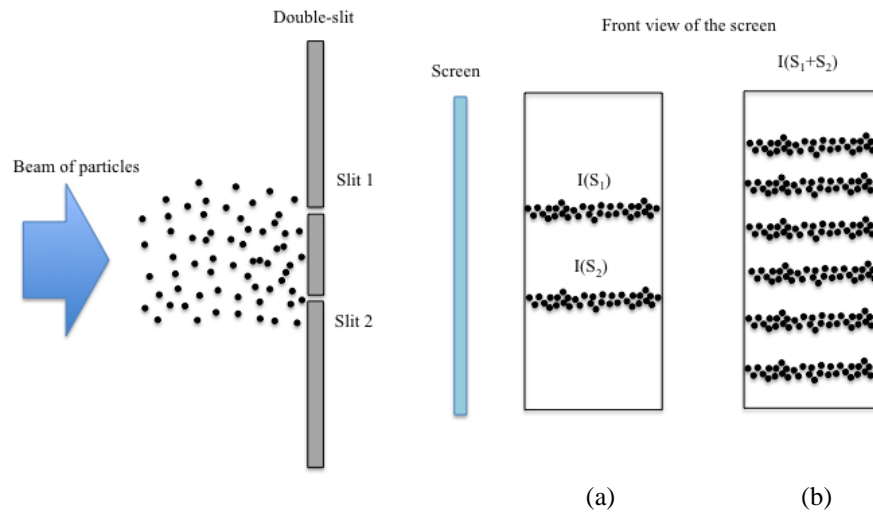 Double-slit
Front view of the screen
Screen
I(S₁+S₂)
Beam of particles
Slit 1
I(S₁)
I(S₂)
Slit 2
(a)
(b)